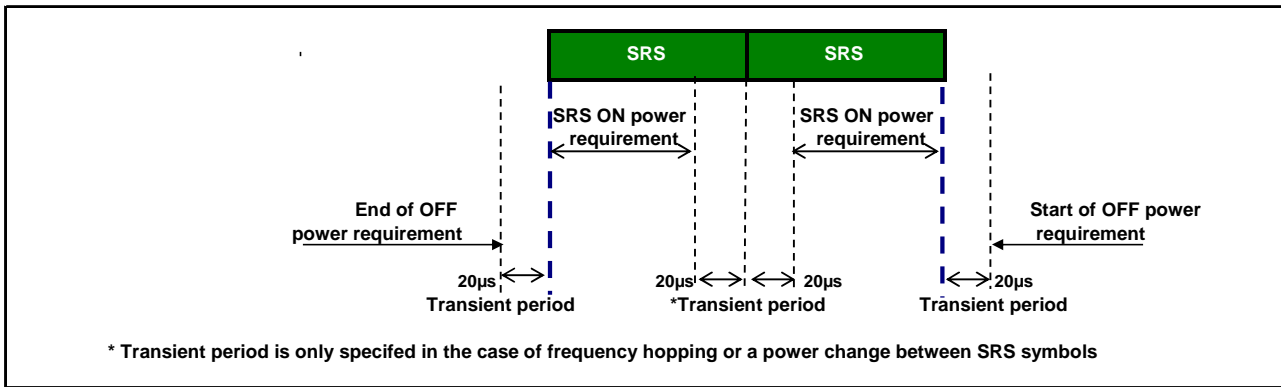 SRS SRS
SRS ON power requirement
SRS ON power requirement
End of OFF power requirement
Start of OFF power requirement
20µs 20µs 20µs 20µs
Transient period *Transient period Transient period
* Transient period is only specifed in the case of frequency hopping or a power change between SRS symbols